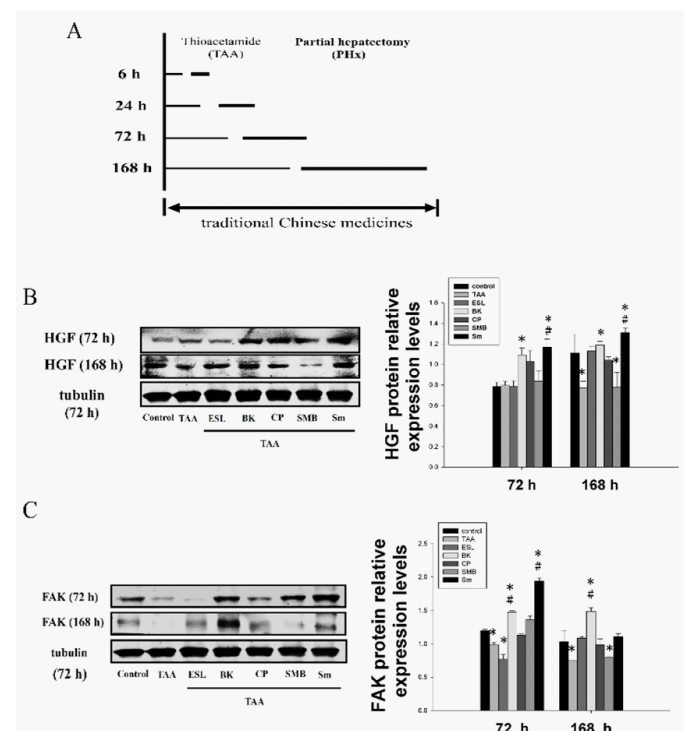 A
Thioacetamide
(TAA)
Partial hepatectomy
(PHx)
6 h
24 h
72 h
168 h
traditional Chinese medicines
B
HGF (72 h)
HGF (168 h)
tubulin
(72 h)
Control TAA ESL BK CP SMB Sm
TAA
HGF protein relative
expression levels
control
TAA
ESL
BK
CP
SMB
Sm
1.6
1.4
1.2
1.0
0.8
0.6
0.4
0.2
0.0
*
*
#
*
*
*
*
#
72 h
168 h
C
FAK (72 h)
FAK (168 h)
tubulin
(72 h)
Control TAA ESL BK CP SMB Sm
TAA
FAK protein relative
expression levels
control
TAA
ESL
BK
CP
SMB
Sm
2.5
2.0
1.5
1.0
0.5
0.0
*
*
*
#
*
#
*
*
#
*
72 h
168 h